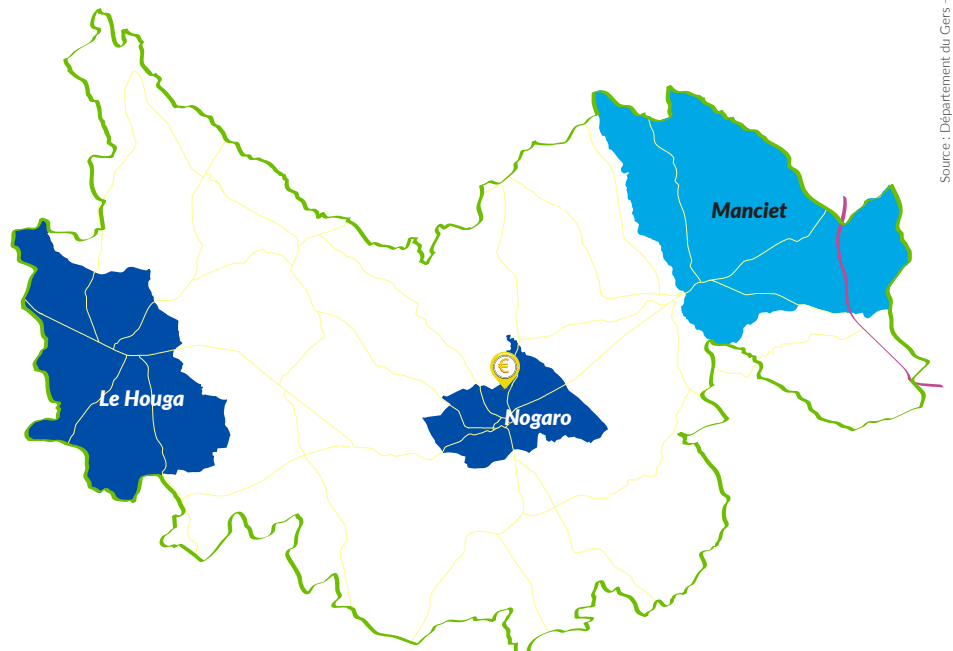 Source : Département du Gers -
Manciet
€
Le Houga
Nogaro